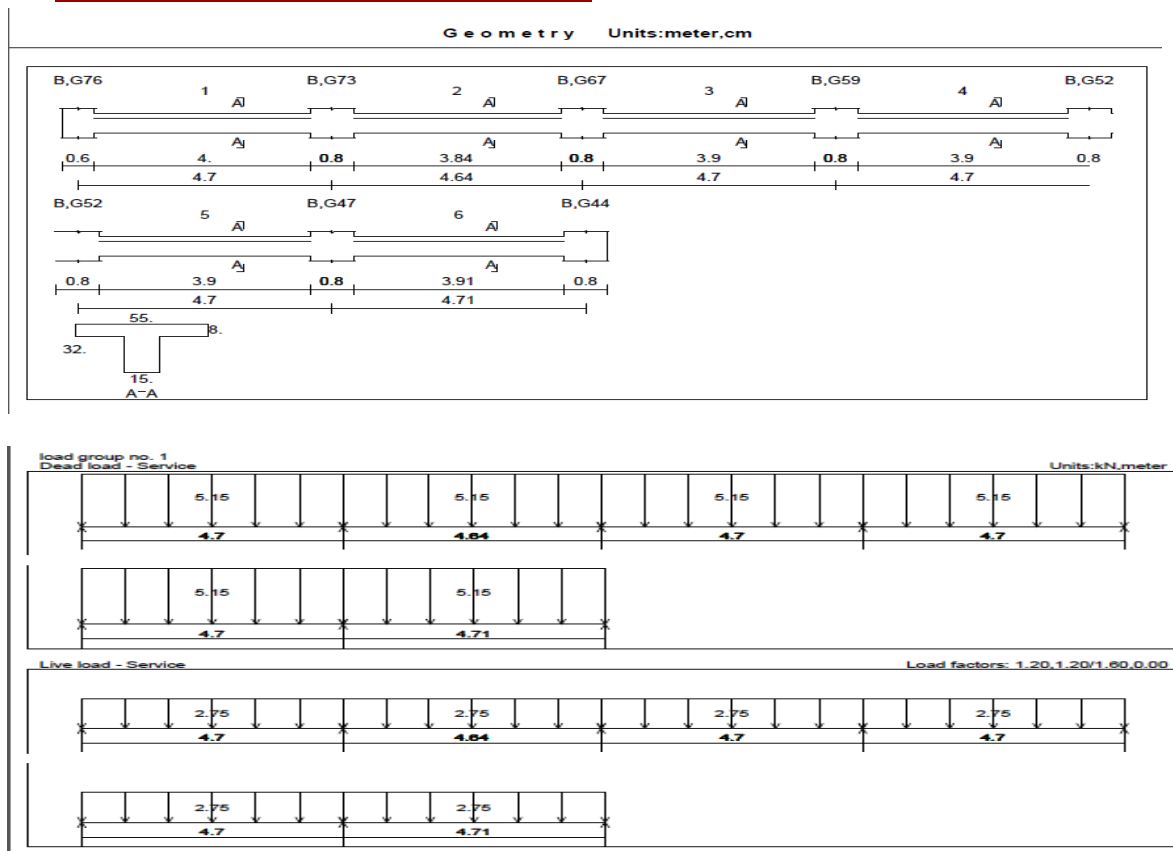 Geometry Units:meter,cm
B,G76 B,G73 B,G67 B,G59 B,G52
1 2 3 4
A A A A
A A A A
0.6 4. 0.8 3.84 0.8 3.9 0.8 3.9 0.8
4.7 4.64 4.7 4.7
B,G52 B,G47 B,G44
5 6
A A
A A
0.8 3.9 0.8 3.91 0.8
4.7 4.71
55.
8.
32.
15.
A-A
load group no. 1
Dead load - Service Units:kN,meter
5.15 5.15 5.15 5.15
4.7 4.64 4.7 4.7
5.15 5.15
4.7 4.71
Live load - Service Load factors: 1.20,1.20/1.60,0.00
2.75 2.75 2.75 2.75
4.7 4.64 4.7 4.7
2.75 2.75
4.7 4.71